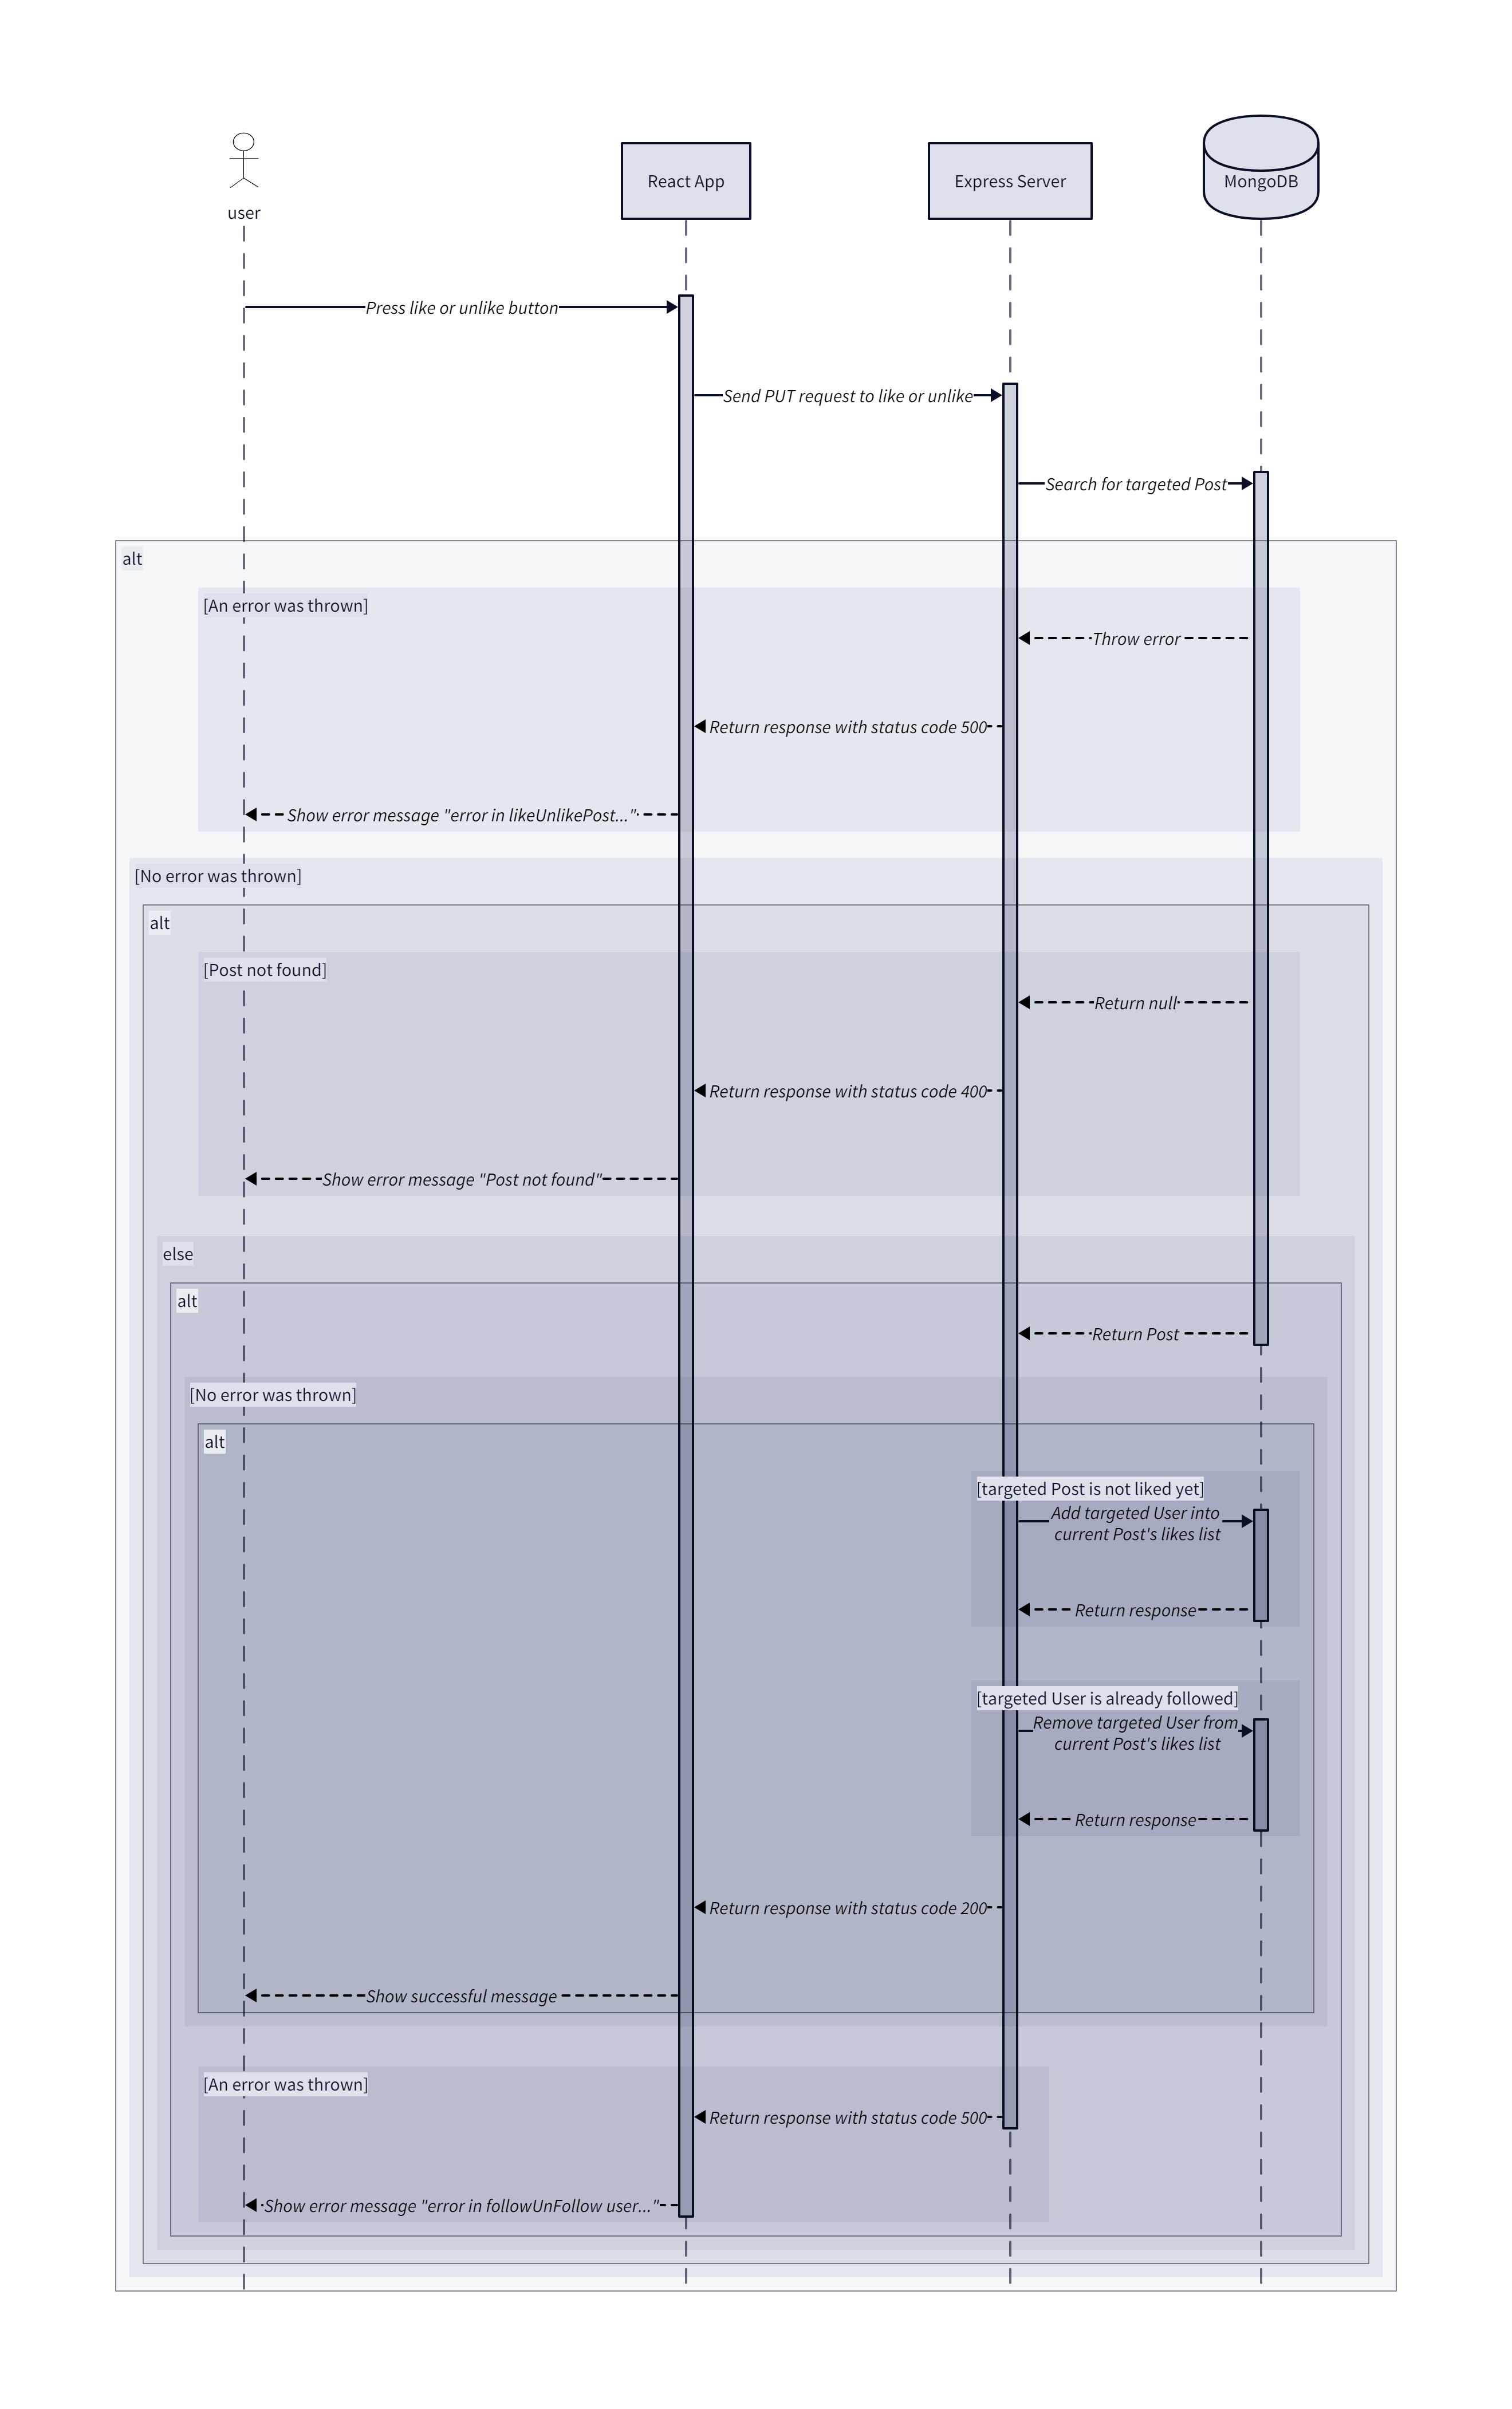 user
React App
Express Server
MongoDB
Press like or unlike button
Send PUT request to like or unlike
Search for targeted Post
alt
[An error was thrown]
Throw error
Return response with status code 500
Show error message "error in likeUnlikePost..."
[No error was thrown]
alt
[Post not found]
Return null
Return response with status code 400
Show error message "Post not found"
else
alt
Return Post
[No error was thrown]
alt
[targeted Post is not liked yet]
Add targeted User into
current Post's likes list
Return response
[targeted User is already followed]
Remove targeted User from
current Post's likes list
Return response
Return response with status code 200
Show successful message
[An error was thrown]
Return response with status code 500
Show error message "error in followUnFollow user..."